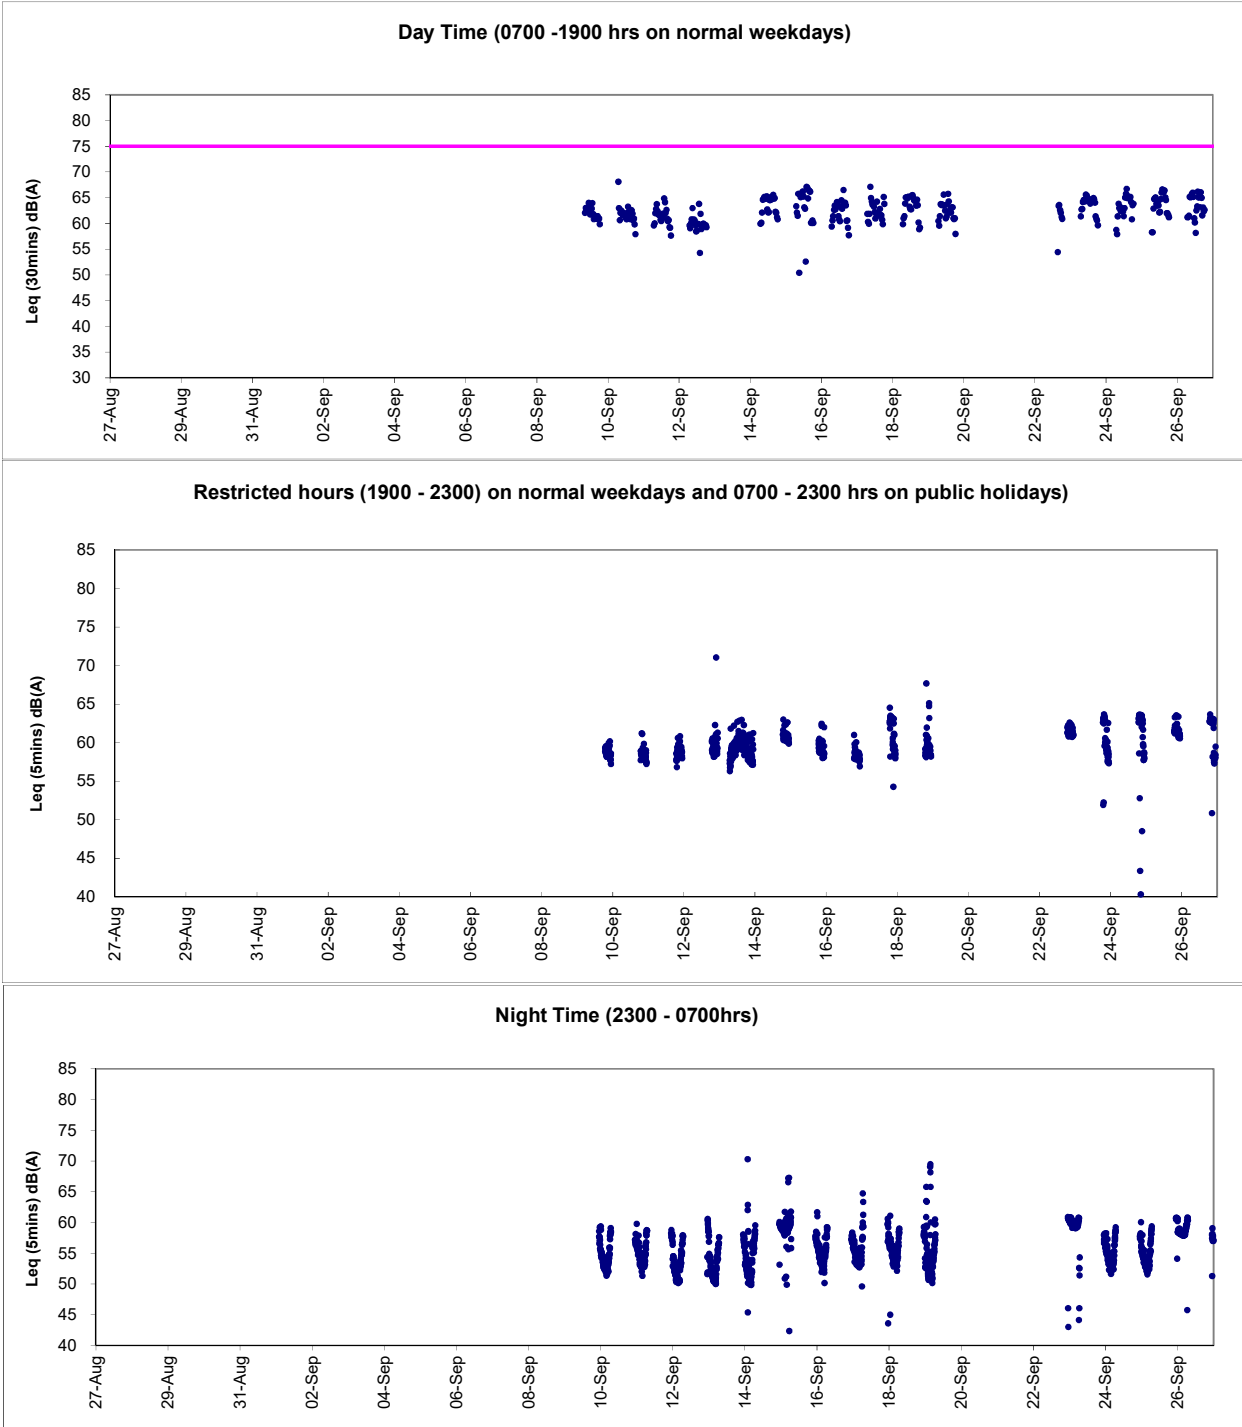 Day Time (0700 -1900 hrs on normal weekdays)
Leq (30mins) dB(A)
85
80
75
70
65
60
55
50
45
40
35
30
27-Aug
29-Aug
31-Aug
02-Sep
04-Sep
06-Sep
08-Sep
10-Sep
12-Sep
14-Sep
16-Sep
18-Sep
20-Sep
22-Sep
24-Sep
26-Sep
Restricted hours (1900 - 2300) on normal weekdays and 0700 - 2300 hrs on public holidays)
Leq (5mins) dB(A)
85
80
75
70
65
60
55
50
45
40
27-Aug
29-Aug
31-Aug
02-Sep
04-Sep
06-Sep
08-Sep
10-Sep
12-Sep
14-Sep
16-Sep
18-Sep
20-Sep
22-Sep
24-Sep
26-Sep
Night Time (2300 - 0700hrs)
Leq (5mins) dB(A)
85
80
75
70
65
60
55
50
45
40
27-Aug
29-Aug
31-Aug
02-Sep
04-Sep
06-Sep
08-Sep
10-Sep
12-Sep
14-Sep
16-Sep
18-Sep
20-Sep
22-Sep
24-Sep
26-Sep